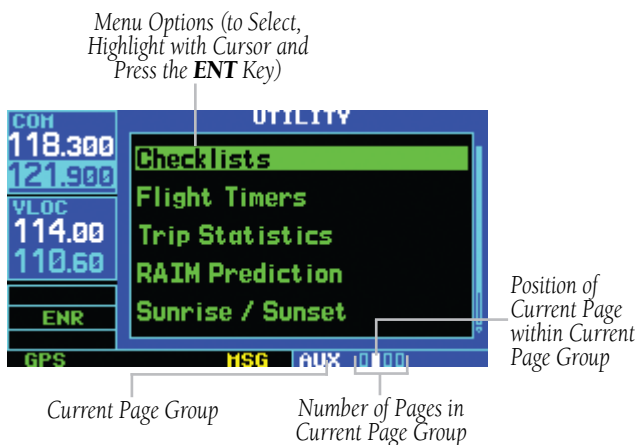 Menu Options (to Select,
Highlight with Cursor and
Press the ENT Key)
UTILITY
COM
118.300
121.900
VLOC
114.00
110.60
ENR
Checklists
Flight Timers
Trip Statistics
RAIM Prediction
Sunrise / Sunset
GPS
MSG
AUX
Position of
Current Page
within Current
Page Group
Current Page Group
Number of Pages in
Current Page Group